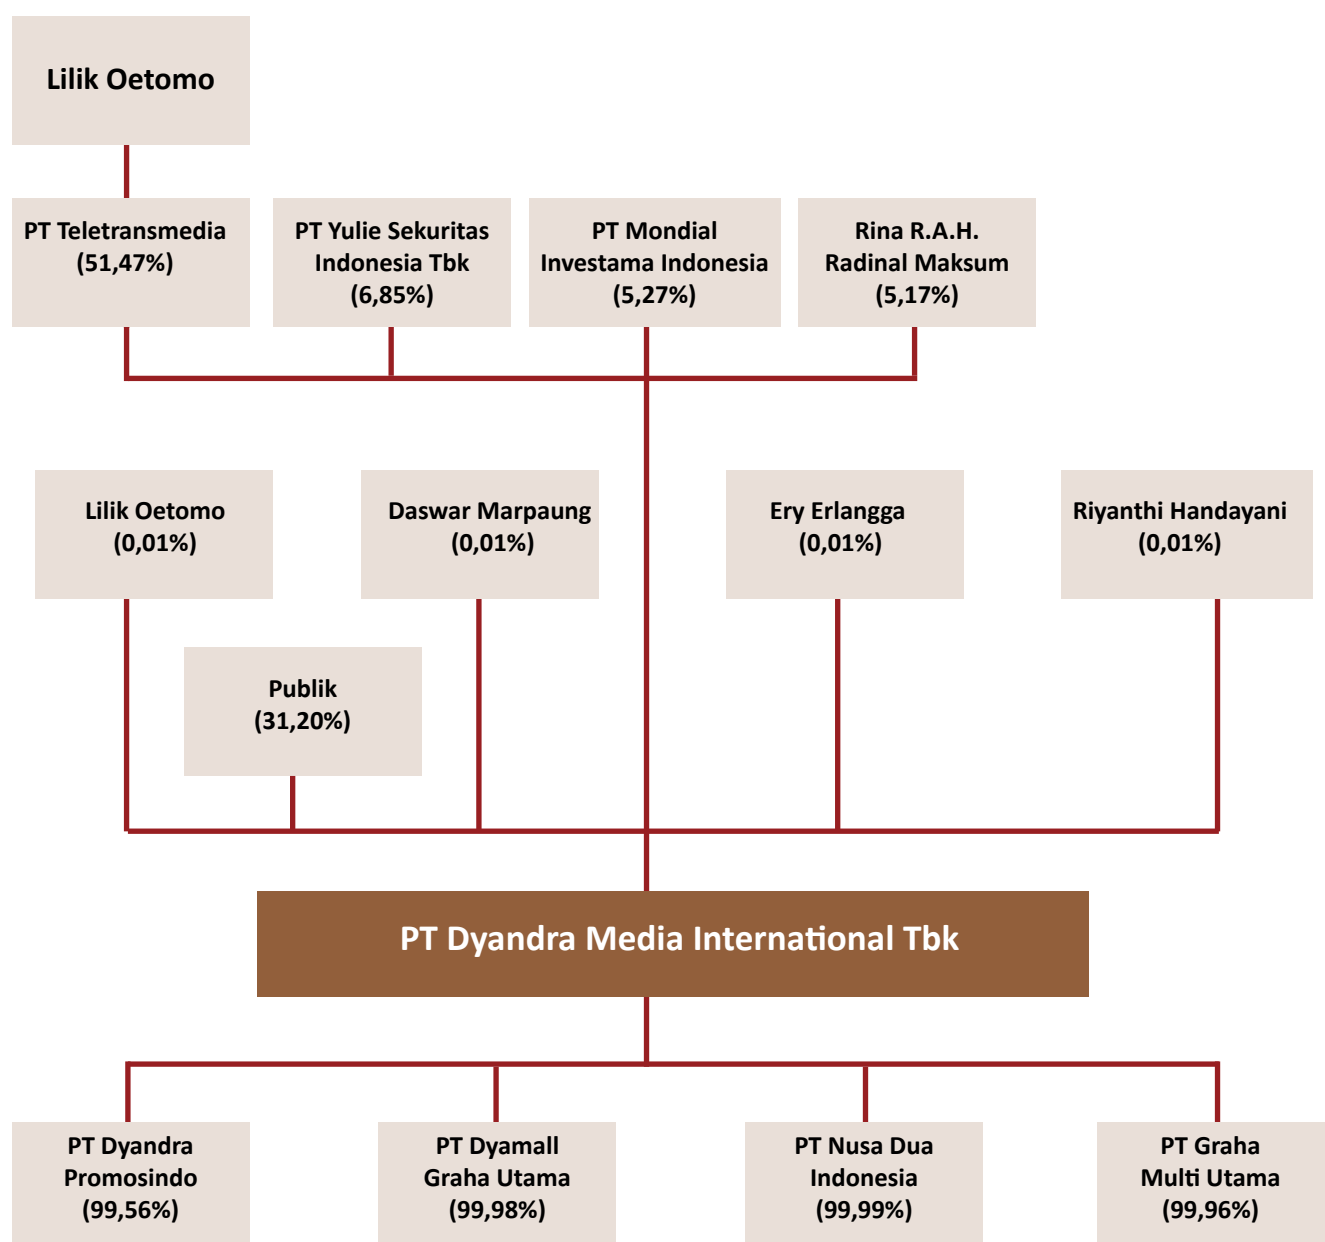 Lilik Oetomo
PT Teletransmedia
(51,47%)
PT Yulie Sekuritas
Indonesia Tbk
(6,85%)
PT Mondial
Investama Indonesia
(5,27%)
Rina R.A.H.
Radinal Maksum
(5,17%)
Lilik Oetomo
(0,01%)
Daswar Marpaung
(0,01%)
Ery Erlangga
(0,01%)
Riyanthi Handayani
(0,01%)
Publik
(31,20%)
PT Dyandra Media International Tbk
PT Dyandra
Promosindo
(99,56%)
PT Dyamall
Graha Utama
(99,98%)
PT Nusa Dua
Indonesia
(99,99%)
PT Graha
Multi Utama
(99,96%)